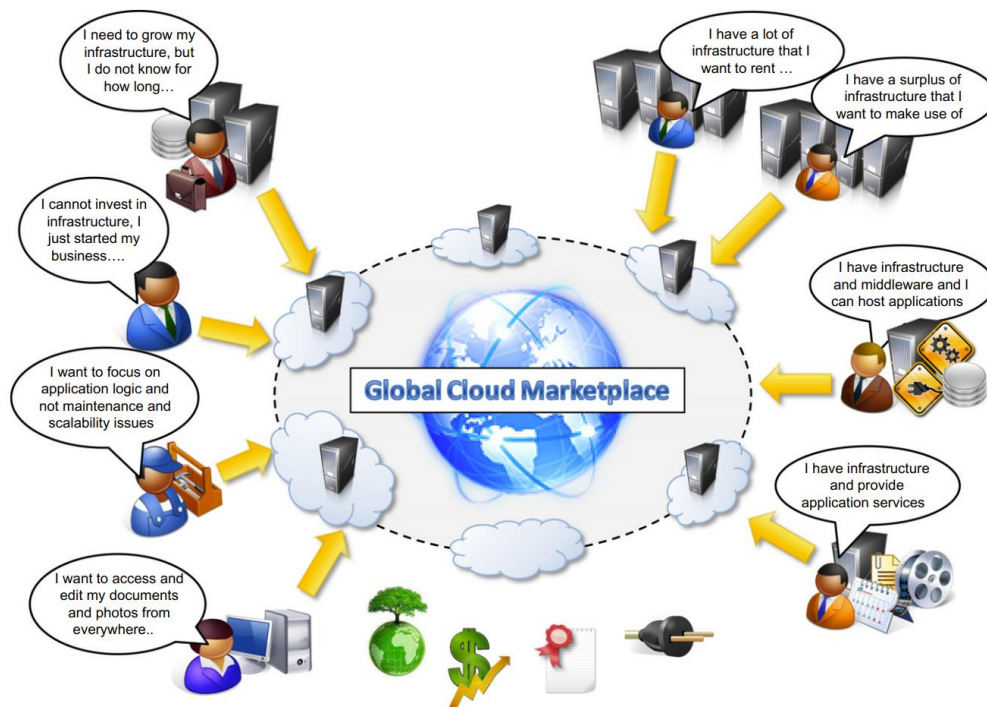 I need to grow my
infrastructure, but
I do not know for
how long…
I have a lot of
infrastructure that I
want to rent …
I have a surplus of
infrastructure that I
want to make use of
I cannot invest in
infrastructure, I
just started my
business….
I have infrastructure
and middleware and I
can host applications
Global Cloud Marketplace
I want to focus on
application logic and
not maintenance and
scalability issues
I have infrastructure
and provide
application services
I want to access and
edit my documents
and photos from
everywhere..
$